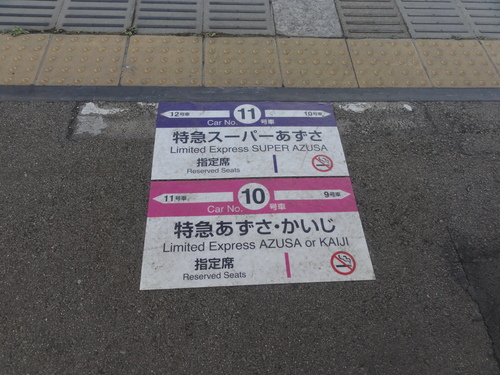 12号車 11 10号車
Car No. 号車
特急スーパーあずさ
Limited Express SUPER AZUSA
指定席
Reserved Seats
11号車 10 9号車
Car No. 号車
特急あずさ・かいじ
Limited Express AZUSA or KAIJI
指定席
Reserved Seats